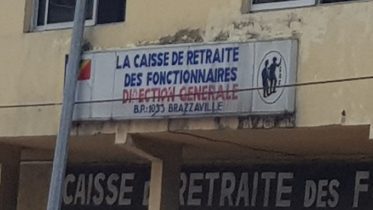 LA CAISSE DE RETRAITE
DES FONCTIONNAIRES
DIRECTION GENERALE
B.P.: 1033 BRAZZAVILLE
CAISSE DE RETRAITE DES F